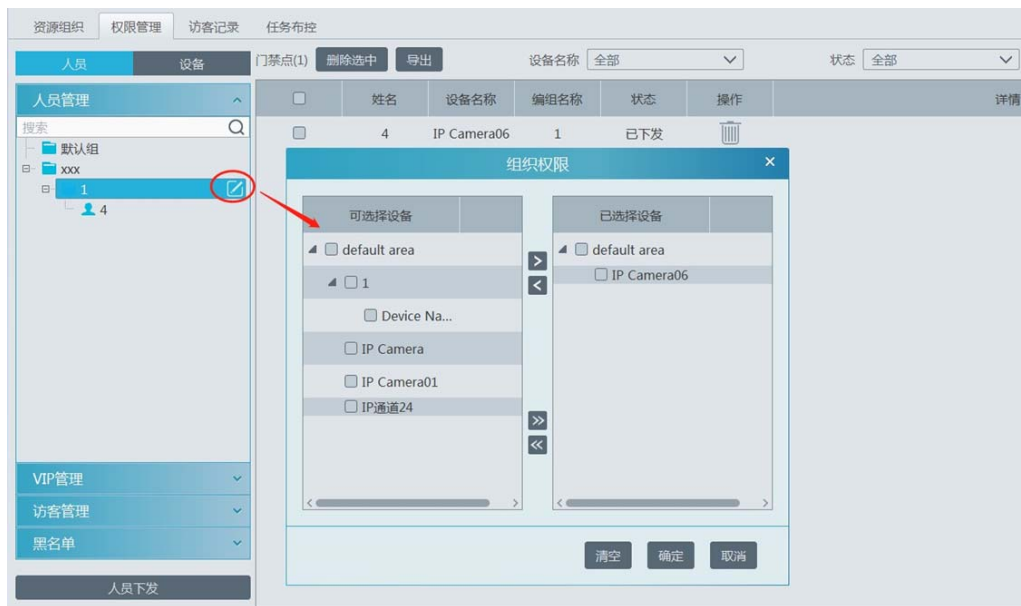 资源组织 权限管理 访客记录 任务布控
人员 设备 门禁点(1) 删除选中 导出 设备名称 全部 状态 全部
人员管理 姓名 设备名称 编组名称 状态 操作 详情
搜索
4 IP Camera06 1 已下发
默认组
xxx
1
4
组织权限 ×
可选择设备 已选择设备
default area default area
1 IP Camera06
Device Na...
IP Camera
IP Camera01
IP通道24
VIP管理
访客管理
黑名单
清空 确定 取消
人员下发